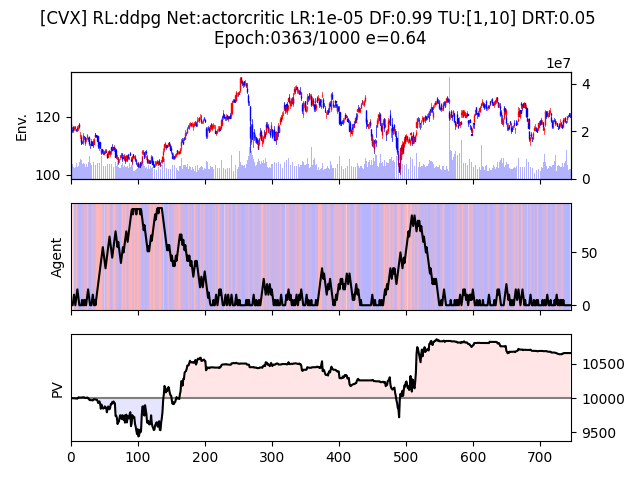 [CVX] RL:ddpg Net:actorcritic LR:1e-05 DF:0.99 TU:[1,10] DRT:0.05
Epoch:0363/1000 e=0.64
1e7
Env.
120
100
4
2
0
Agent
50
0
PV
10500
10000
9500
0 100 200 300 400 500 600 700